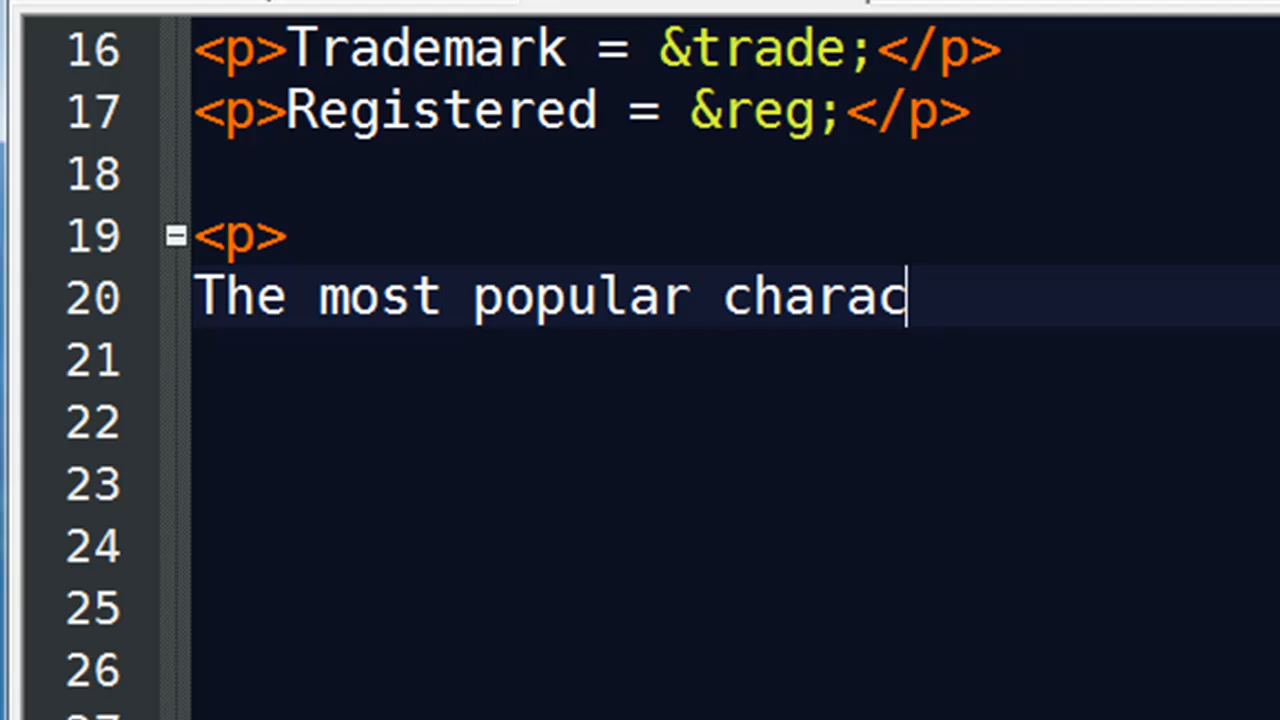 16 <p>Trademark = &trade;</p>
17 <p>Registered = &reg;</p>
18
19 <p>
20 The most popular charac
21
22
23
24
25
26